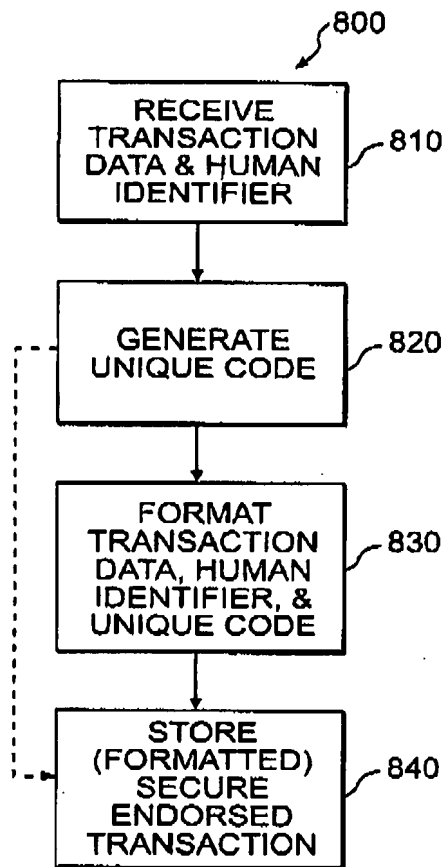 800
RECEIVE
TRANSACTION
DATA & HUMAN
IDENTIFIER
810
GENERATE
UNIQUE CODE
820
FORMAT
TRANSACTION
DATA, HUMAN
IDENTIFIER, &
UNIQUE CODE
830
STORE
(FORMATTED)
SECURE
ENDORSED
TRANSACTION
840